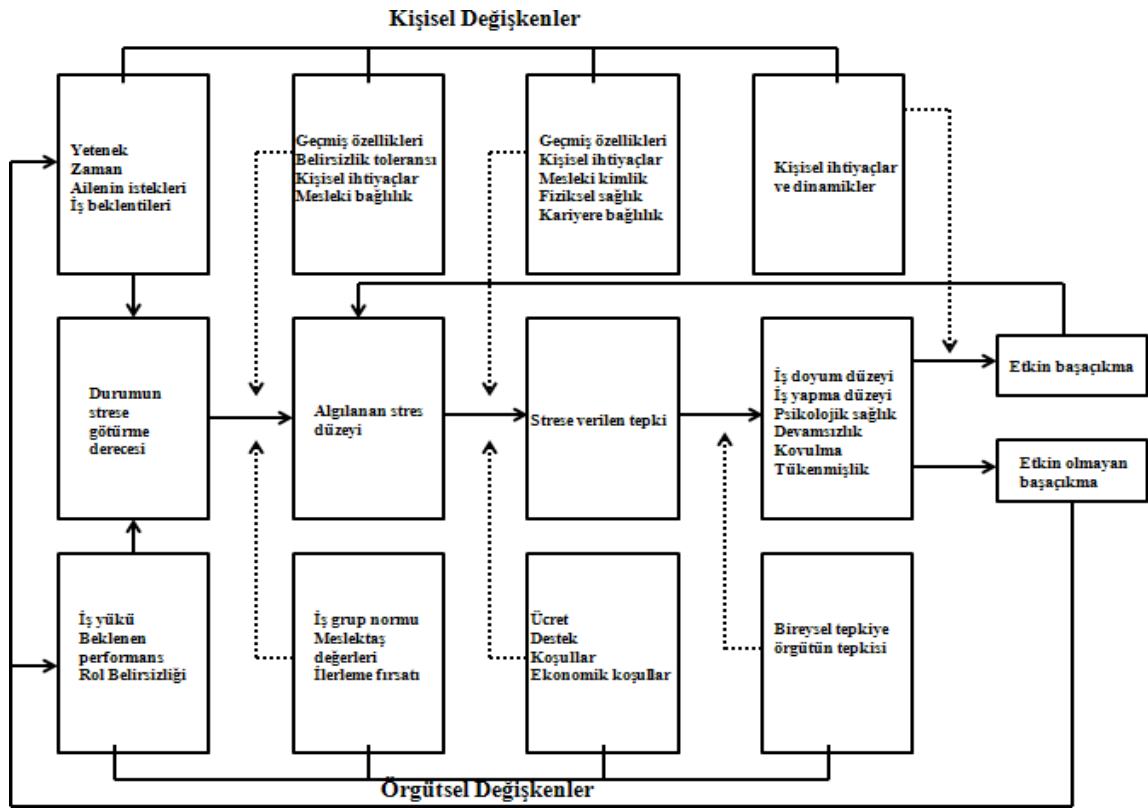 Kişisel Değişkenler
Yetenek
Zaman
Ailenin istekleri
İş beklentileri
Geçmiş özellikleri
Belirsizlik toleransı
Kişisel ihtiyaçlar
Mesleki bağlılık
Geçmiş özellikleri
Kişisel ihtiyaçlar
Mesleki kimlik
Fiziksel sağlık
Kariyere bağlılık
Kişisel ihtiyaçlar
ve dinamikler
Durumun
strese
götürme
derecesi
Algılanan stres
düzeyi
Strese verilen tepki
İş doyum düzeyi
İş yapma düzeyi
Psikolojik sağlık
Devamsızlık
Kovulma
Tükenmişlik
Etkin başaçıkma
Etkin olmayan
başaçıkma
İş yükü
Beklenen
performans
Rol Belirsizliği
İş grup normu
Meslektaş
değerleri
İlerleme fırsatı
Ücret
Destek
Koşullar
Ekonomik koşullar
Bireysel tepkiye
örgütün tepkisi
Örgütsel Değişkenler